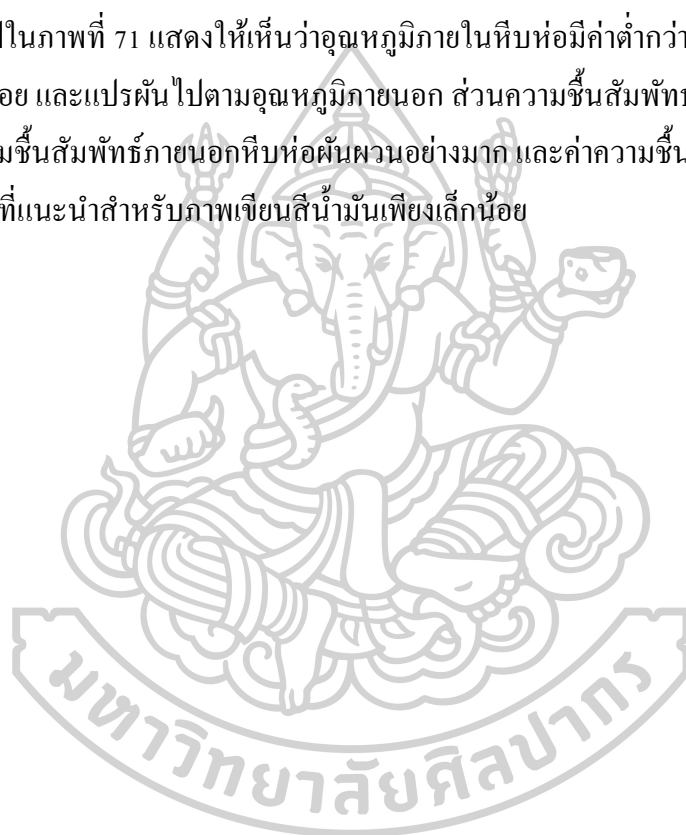 ในภาพที่ 71 แสดงให้เห็นว่าอุณหภูมิภายในหีบห่อมีค่าต่ำกว่า
และแปรผันไปตามอุณหภูมิภายนอก ส่วนความชื้นสัมพัทธ
ชื้นสัมพัทธ์ภายนอกหีบห่อผันผวนอย่างมาก และค่าความชื้น
ที่แนะนำสำหรับภาพเขียนสีน้ำมันเพียงเล็กน้อย
มหาวิทยาลัยศิลปากร